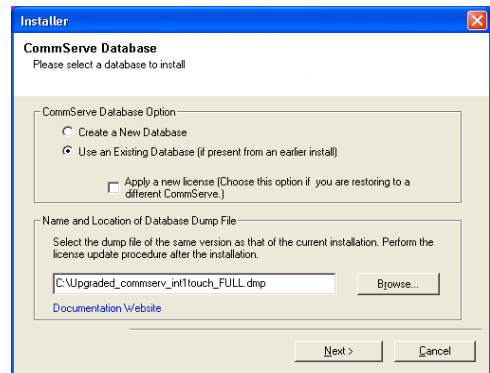 Installer
CommServe Database
Please select a database to install
CommServe Database Option
Create a New Database
Use an Existing Database (if present from an earlier install)
Apply a new license (Choose this option if you are restoring to a
different CommServe.)
Name and Location of Database Dump File
Select the dump file of the same version as that of the current installation. Perform the
license update procedure after the installation.
C:\Upgraded_commserv_int1touch_FULL.dmp
Browse...
Documentation Website
Next >
Cancel